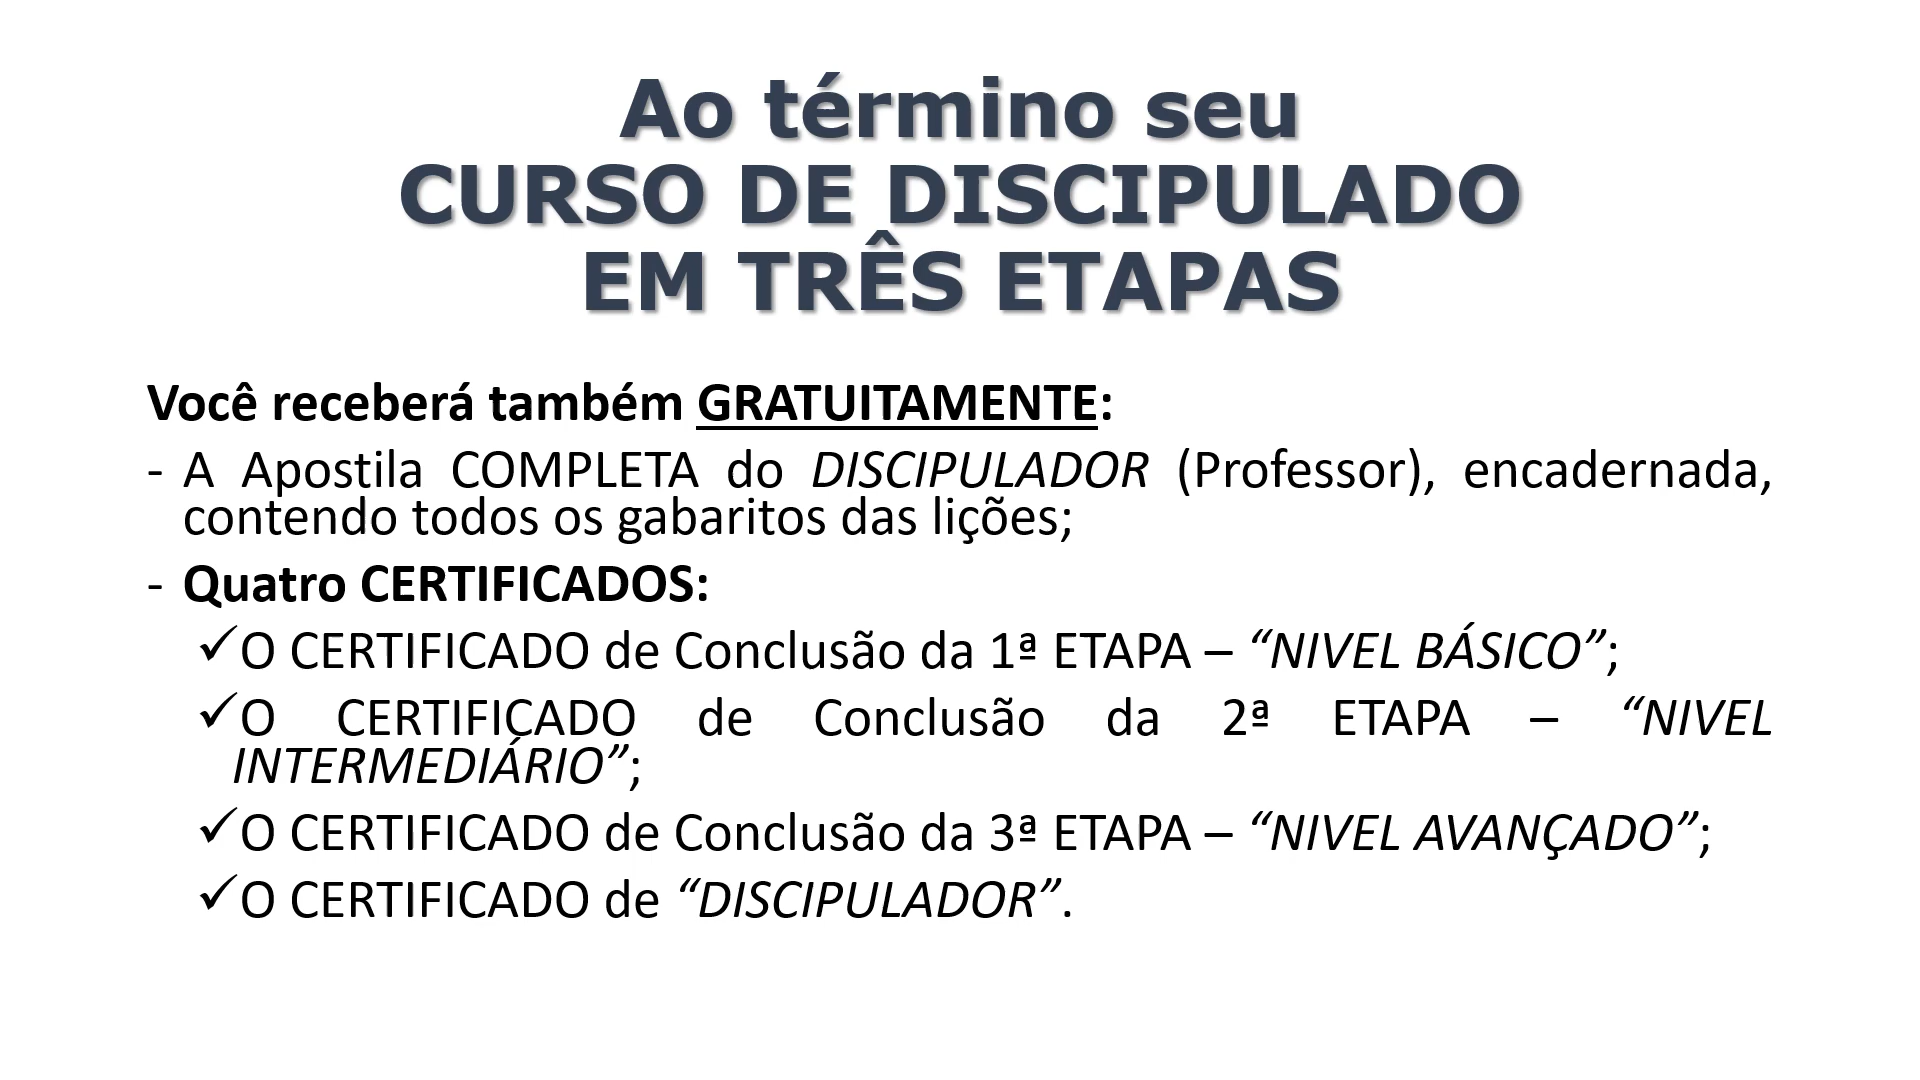 Ao término seu
CURSO DE DISCIPULADO
EM TRÊS ETAPAS
Você receberá também GRATUITAMENTE:
- A Apostila COMPLETA do DISCIPULADOR (Professor), encadernada,
contendo todos os gabaritos das lições;
- Quatro CERTIFICADOS:
✓O CERTIFICADO de Conclusão da 1ª ETAPA – “NIVEL BÁSICO”;
✓O CERTIFICADO de Conclusão da 2ª ETAPA – “NIVEL
INTERMEDIÁRIO”;
✓O CERTIFICADO de Conclusão da 3ª ETAPA – “NIVEL AVANÇADO”;
✓O CERTIFICADO de “DISCIPULADOR”.